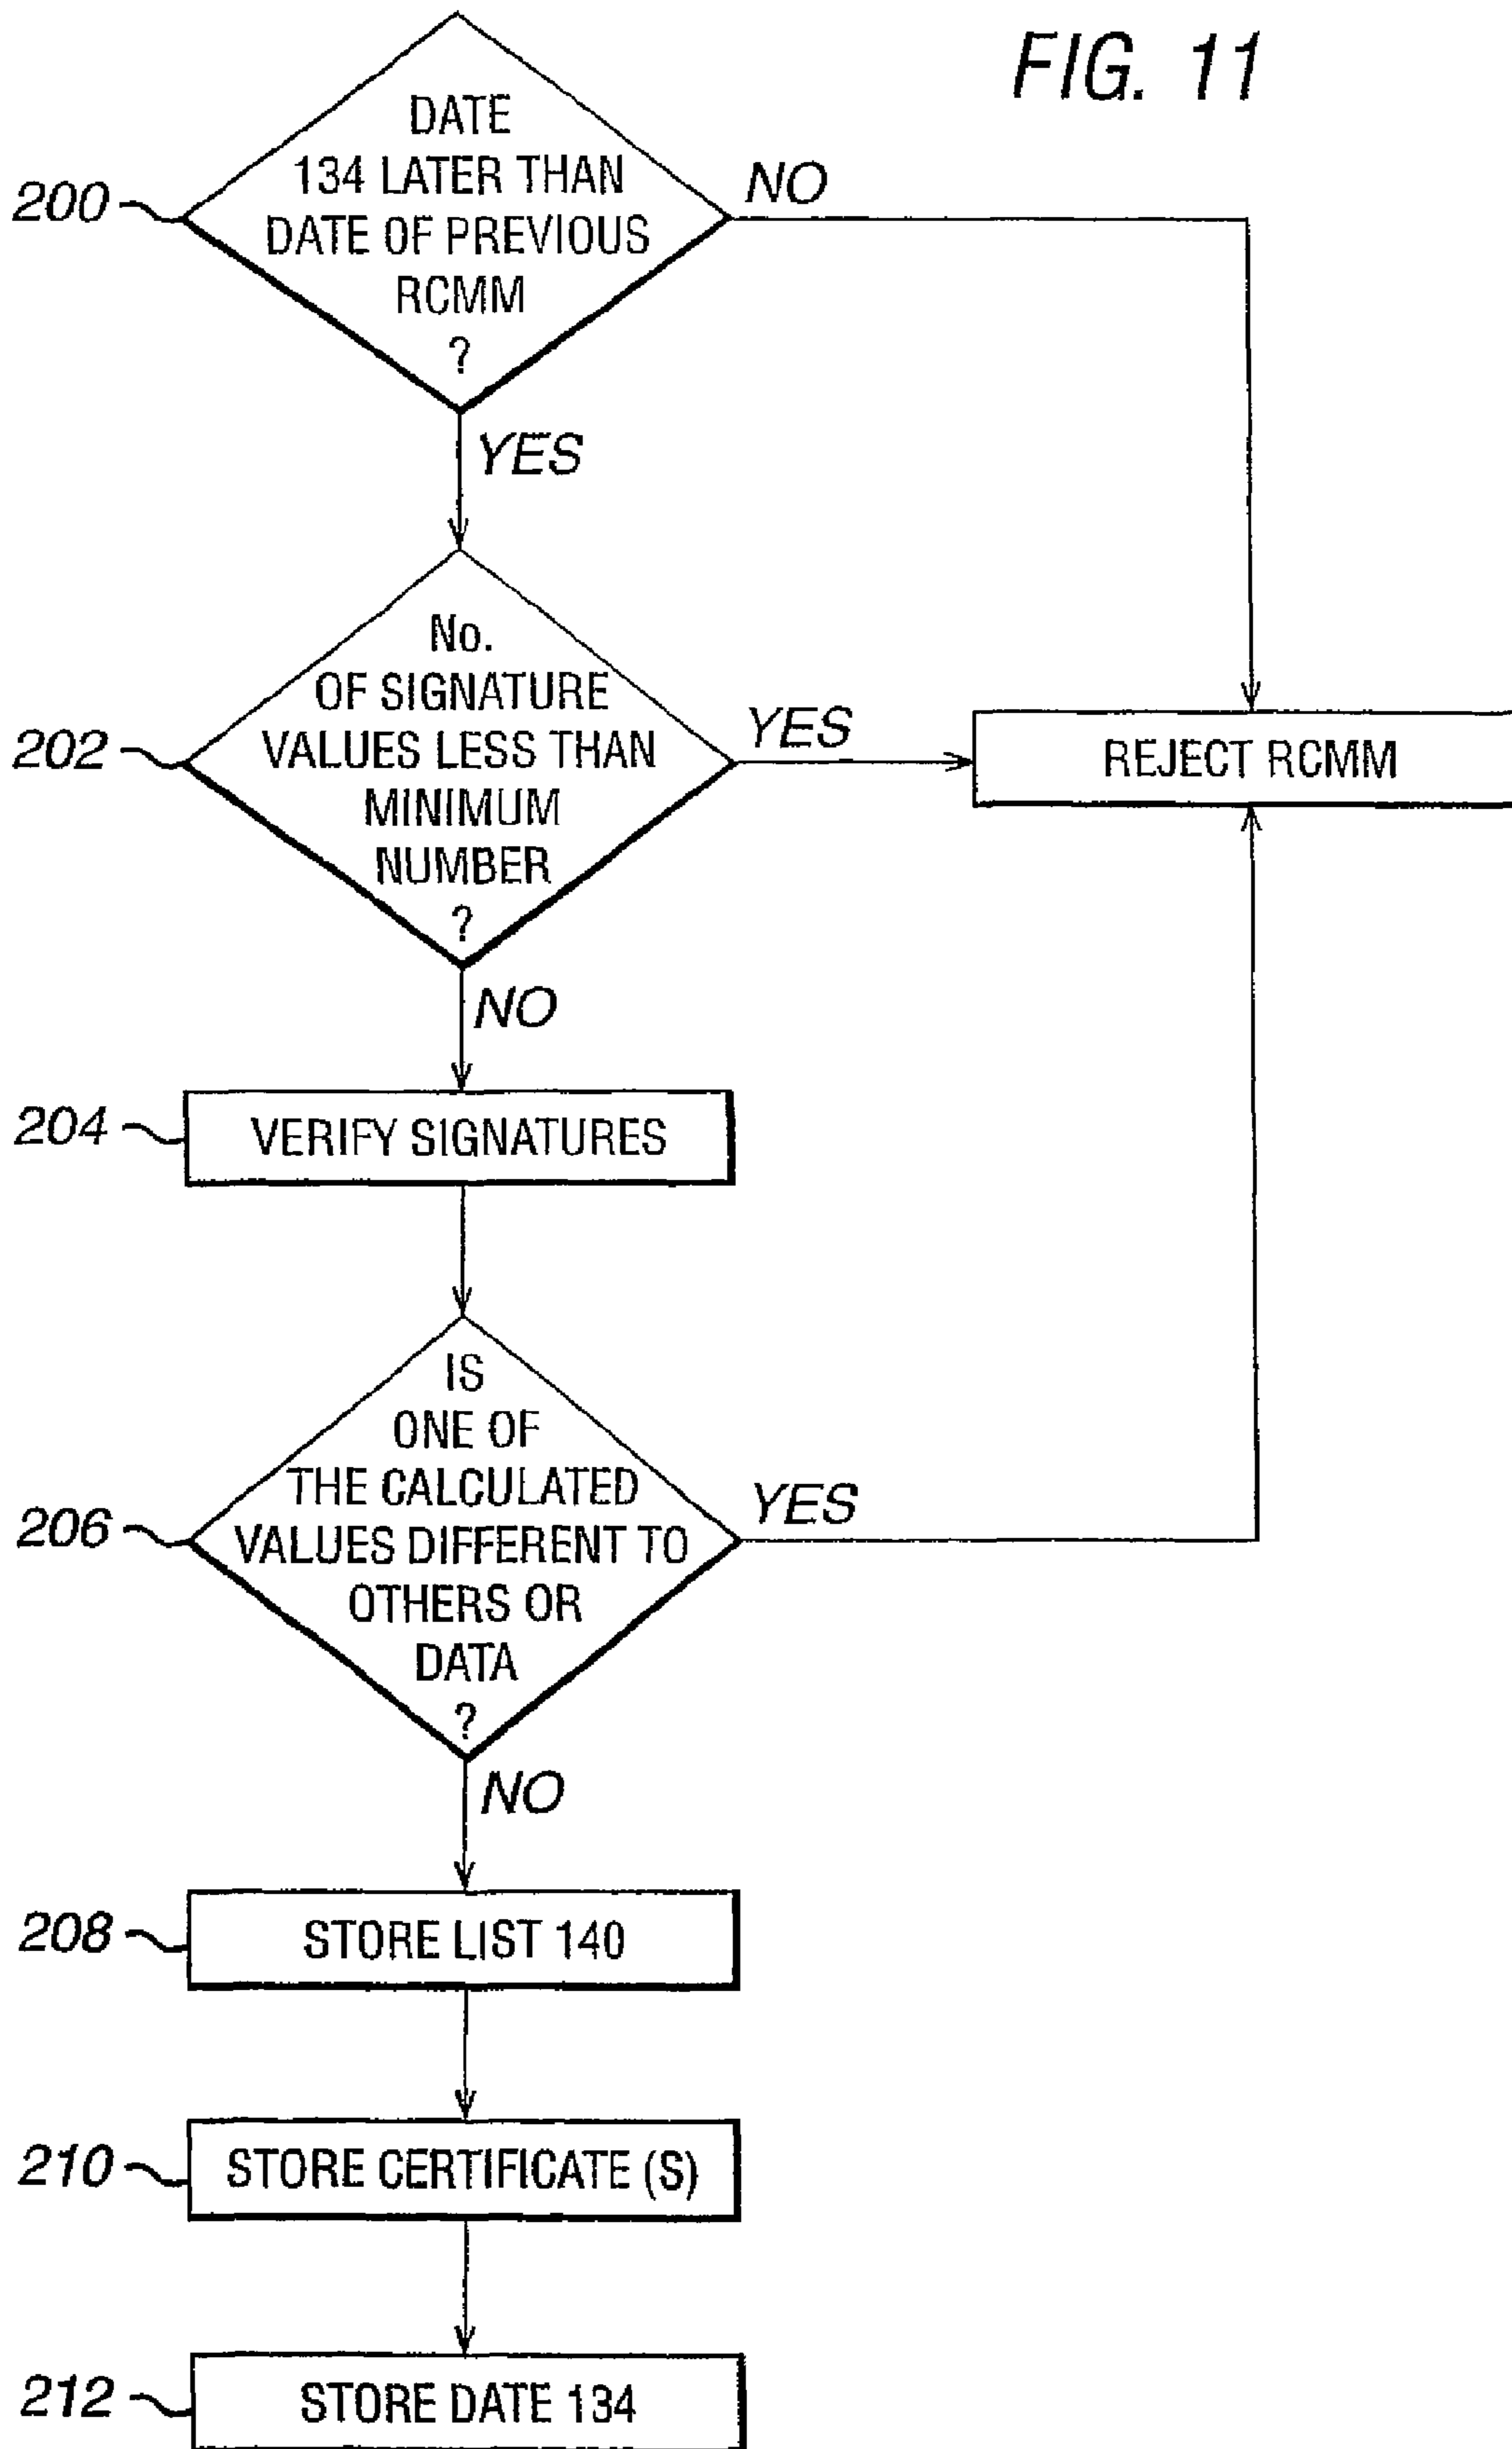 FIG. 11
DATE
134 LATER THAN
DATE OF PREVIOUS
RCMM
?
200
NO
YES
No.
OF SIGNATURE
VALUES LESS THAN
MINIMUM
NUMBER
?
202
YES
REJECT RCMM
NO
204
VERIFY SIGNATURES
IS
ONE OF
THE CALCULATED
VALUES DIFFERENT TO
OTHERS OR
DATA
?
206
YES
NO
208
STORE LIST 140
210
STORE CERTIFICATE (S)
212
STORE DATE 134